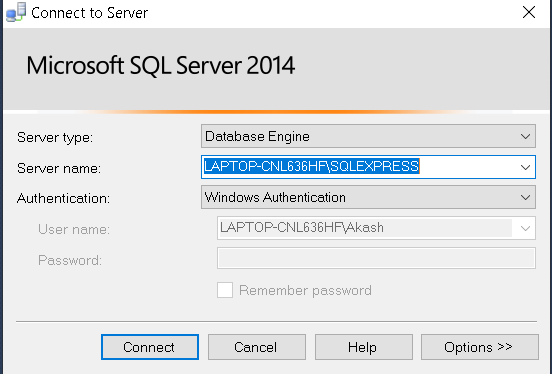 Connect to Server
Microsoft SQL Server 2014
Server type: Database Engine
Server name: LAPTOP-CNL636HF\SQLEXPRESS
Authentication: Windows Authentication
User name: LAPTOP-CNL636HF\Akash
Password:
Remember password
Connect Cancel Help Options >>